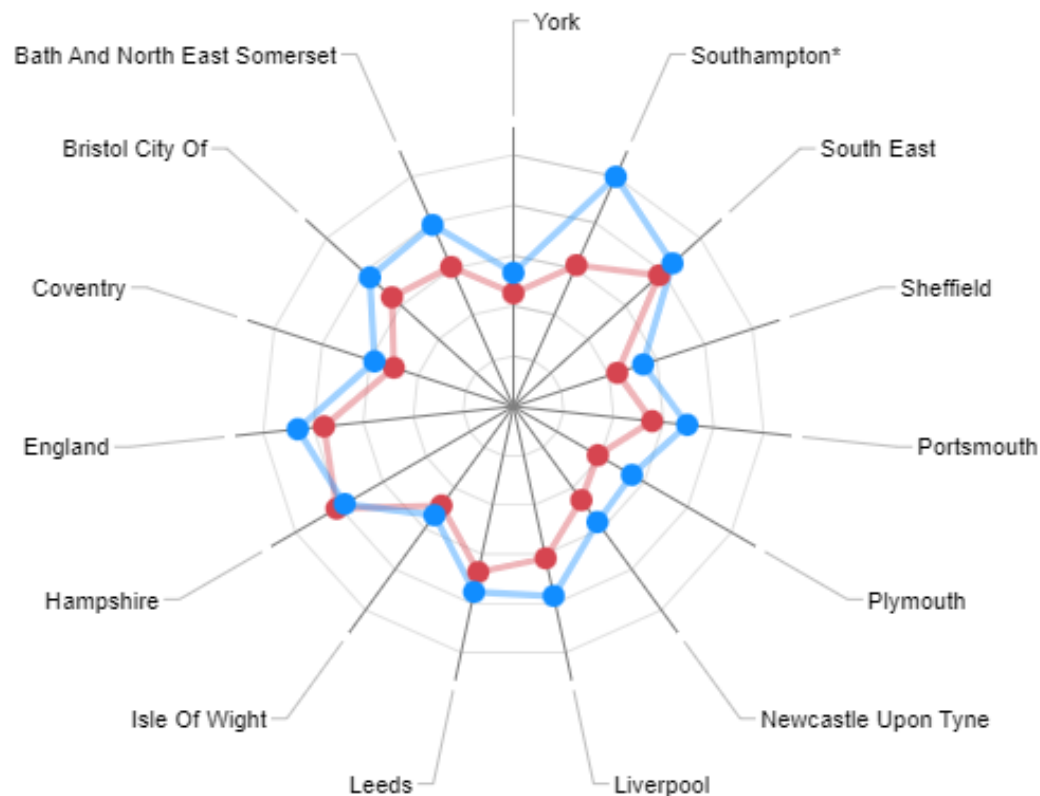 York
Bath And North East Somerset
Southampton*
Bristol City Of
South East
Coventry
Sheffield
England
Portsmouth
Hampshire
Plymouth
Isle Of Wight
Newcastle Upon Tyne
Leeds
Liverpool